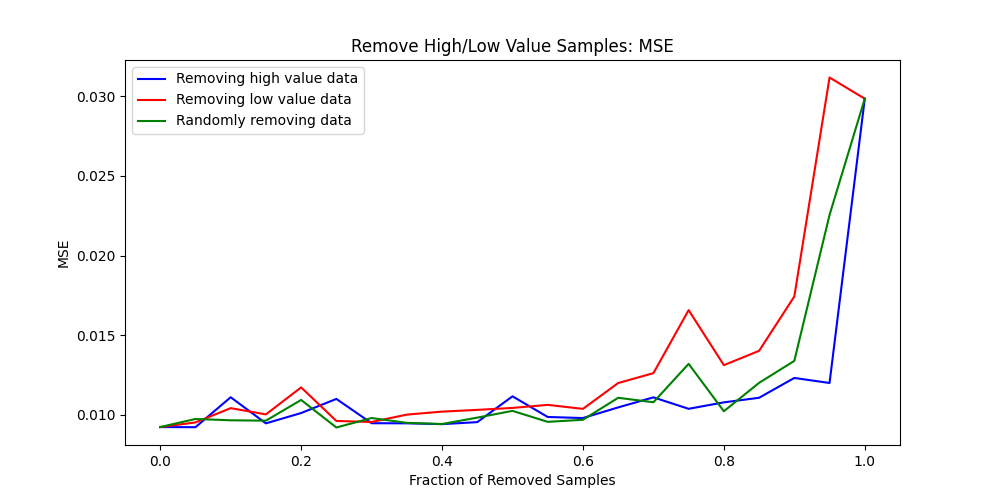 Remove High/Low Value Samples: MSE
Removing high value data
Removing low value data
Randomly removing data
MSE
0.030
0.025
0.020
0.015
0.010
0.0 0.2 0.4 0.6 0.8 1.0
Fraction of Removed Samples